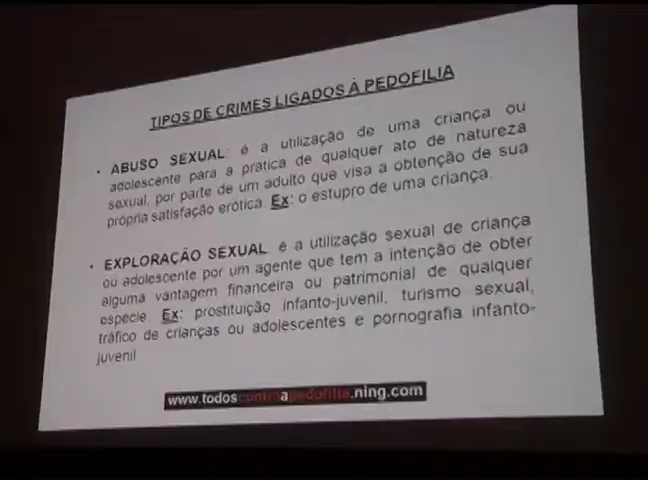 TIPOS DE CRIMES LIGADOS À PEDOFILIA
• ABUSO SEXUAL: é a utilização de uma criança ou
adolescente para a prática de qualquer ato de natureza
sexual, por parte de um adulto que visa a obtenção de sua
própria satisfação erótica. Ex: o estupro de uma criança.
• EXPLORAÇÃO SEXUAL: é a utilização sexual de criança
ou adolescente por um agente que tem a intenção de obter
alguma vantagem financeira ou patrimonial de qualquer
espécie. Ex: prostituição infanto-juvenil, turismo sexual,
tráfico de crianças ou adolescentes e pornografia infanto-
juvenil
www.todoscontraapedofilia.ning.com